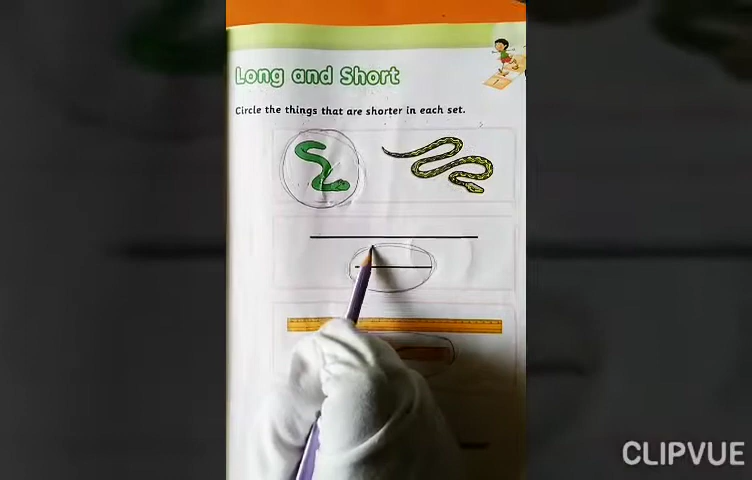 Long and Short
Circle the things that are shorter in each set.
CLIPVUE